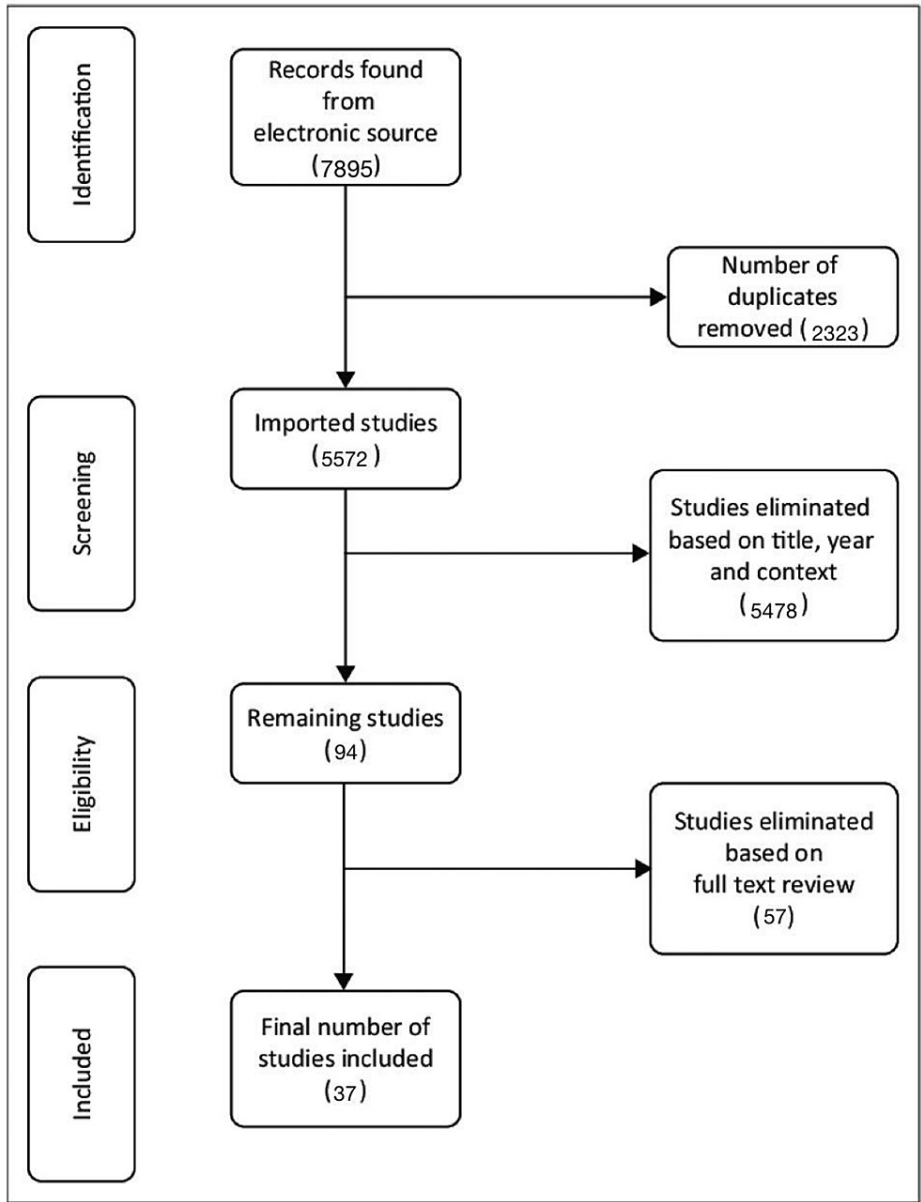 Identification
Records found
from
electronic source
(7895)
Number of
duplicates
removed (2323)
Screening
Imported studies
(5572)
Studies eliminated
based on title, year
and context
(5478)
Eligibility
Remaining studies
(94)
Studies eliminated
based on
full text review
(57)
Included
Final number of
studies included
(37)